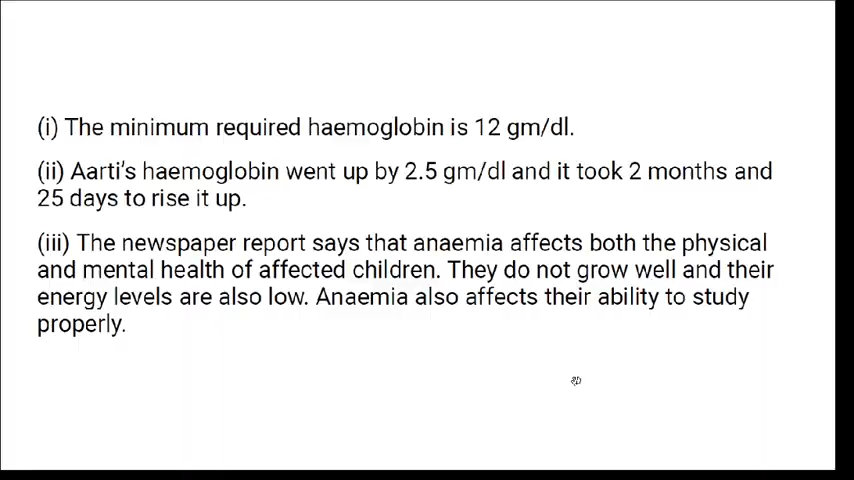 (i) The minimum required haemoglobin is 12 gm/dl.
(ii) Aarti's haemoglobin went up by 2.5 gm/dl and it took 2 months and
25 days to rise it up.
(iii) The newspaper report says that anaemia affects both the physical
and mental health of affected children. They do not grow well and their
energy levels are also low. Anaemia also affects their ability to study
properly.